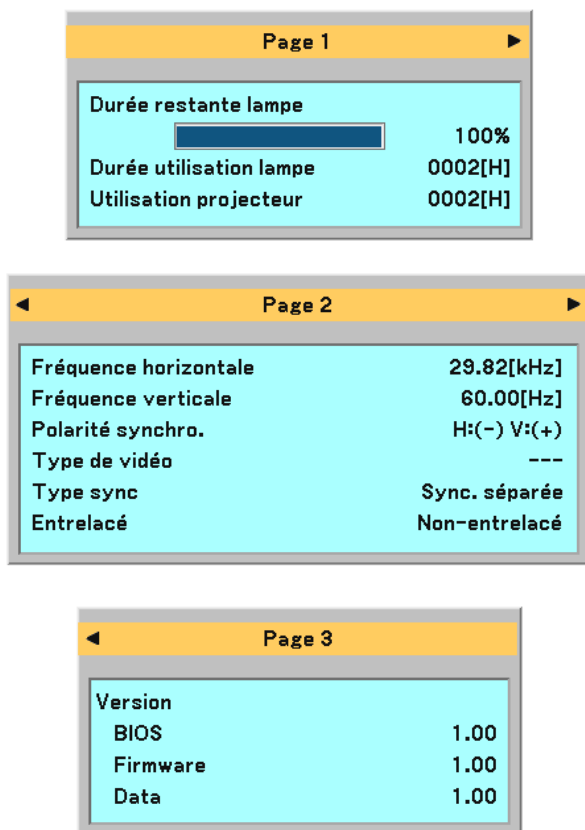 Page 1 ►
Durée restante lampe
100%
Durée utilisation lampe 0002[H]
Utilisation projecteur 0002[H]
◄ Page 2 ►
Fréquence horizontale 29.82[kHz]
Fréquence verticale 60.00[Hz]
Polarité synchro. H:(-) V:(+)
Type de vidéo ---
Type sync Sync. séparée
Entrelacé Non-entrelacé
◄ Page 3
Version
BIOS 1.00
Firmware 1.00
Data 1.00